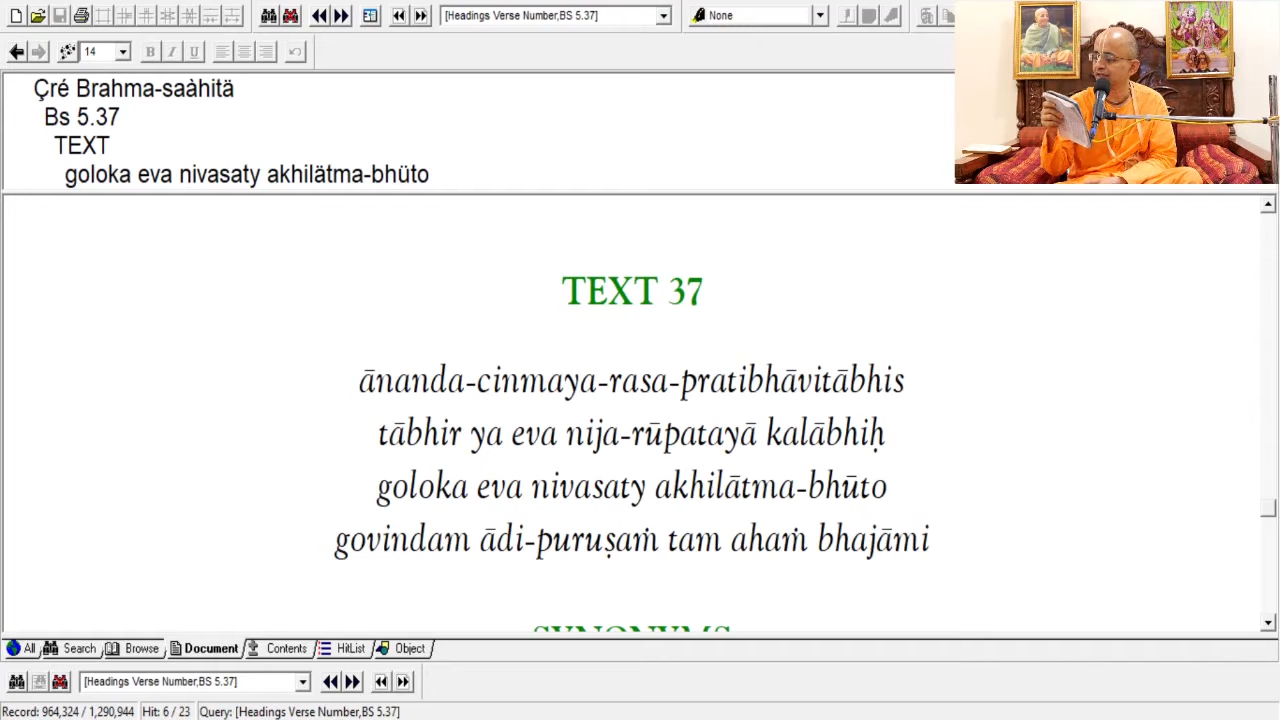 [Headings Verse Number,BS 5.37]
None
14
B I U
Çré Brahma-saàhitä
Bs 5.37
TEXT
goloka eva nivasaty akhilätma-bhüto
TEXT 37
ānanda-cinmaya-rasa-pratibhāvitābhis
tābhir ya eva nija-rūpatayā kalābhiḥ
goloka eva nivasaty akhilātma-bhūto
govindam ādi-puruṣaṁ tam ahaṁ bhajāmi
SYNONYMS
All Search Browse Document Contents HitList Object
[Headings Verse Number,BS 5.37]
Record: 964,324 / 1,290,944 Hit: 6 / 23 Query: [Headings Verse Number,BS 5.37]